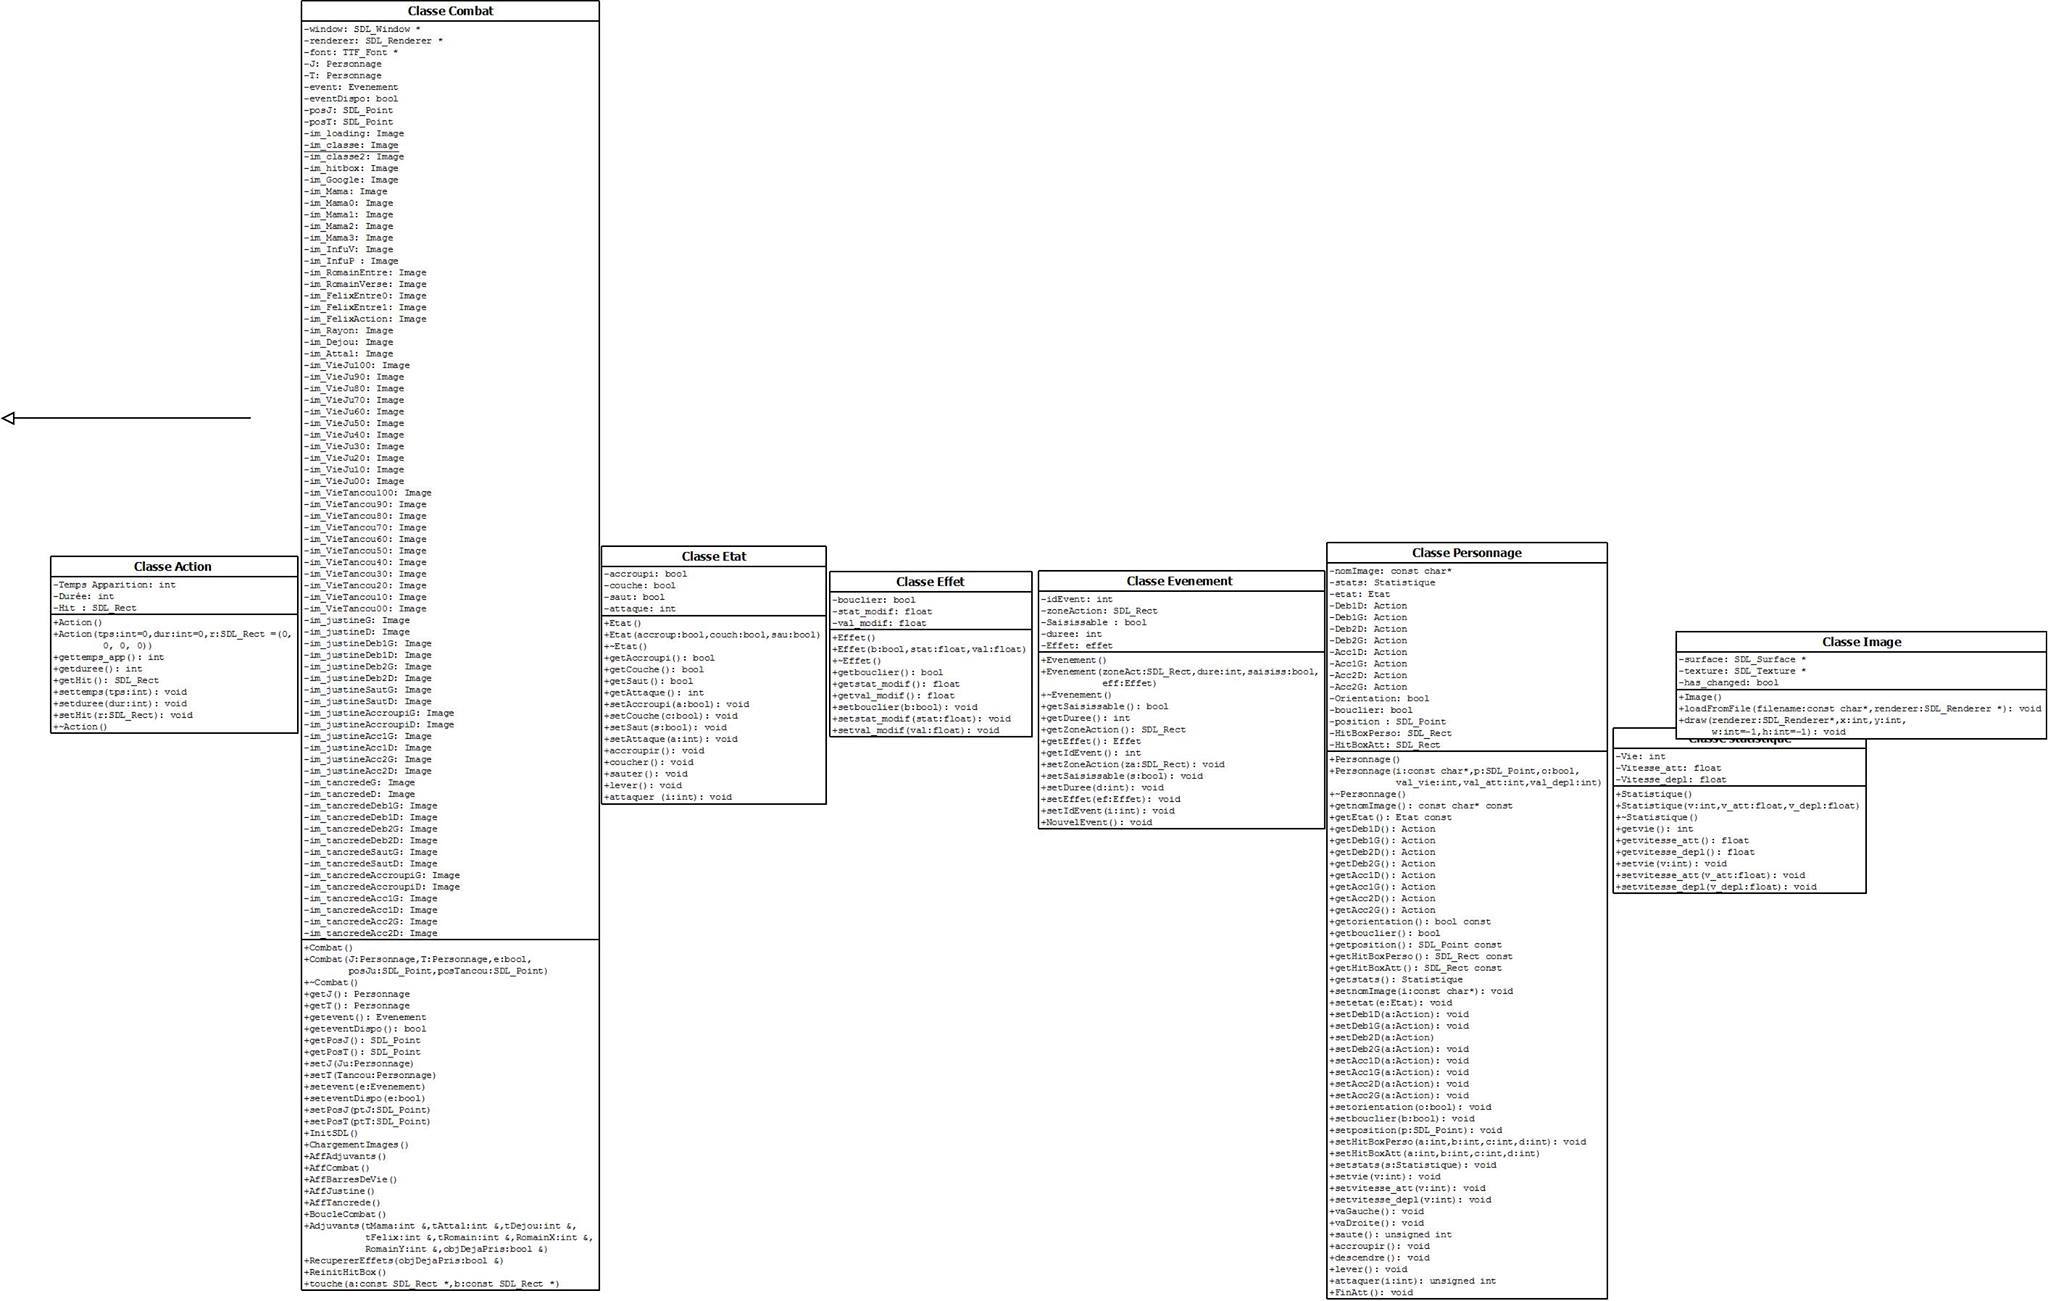 Classe Combat
-window: SDL_Window *
-renderer: SDL_Renderer *
-font: TTF_Font *
-J: Personnage
-T: Personnage
-event: Evenement
-eventDispo: bool
-posJ: SDL_Point
-posT: SDL_Point
-im_loading: Image
-im_classe: Image
-im_classe2: Image
-im_hitbox: Image
-im_Google: Image
-im_Mama: Image
-im_Mama0: Image
-im_Mama1: Image
-im_Mama2: Image
-im_Mama3: Image
-im_InfuV: Image
-im_InfuP : Image
-im_RomainEntre: Image
-im_RomainVerse: Image
-im_FelixEntre0: Image
-im_FelixEntre1: Image
-im_FelixAction: Image
-im_Rayon: Image
-im_Dejou: Image
-im_Attal: Image
-im_VieJu100: Image
-im_VieJu90: Image
-im_VieJu80: Image
-im_VieJu70: Image
-im_VieJu60: Image
-im_VieJu50: Image
-im_VieJu40: Image
-im_VieJu30: Image
-im_VieJu20: Image
-im_VieJu10: Image
-im_VieJu00: Image
-im_VieTancou100: Image
-im_VieTancou90: Image
-im_VieTancou80: Image
-im_VieTancou70: Image
-im_VieTancou60: Image
-im_VieTancou50: Image
-im_VieTancou40: Image
-im_VieTancou30: Image
-im_VieTancou20: Image
-im_VieTancou10: Image
-im_VieTancou00: Image
-im_justineG: Image
-im_justineD: Image
-im_justineDeb1G: Image
-im_justineDeb1D: Image
-im_justineDeb2G: Image
-im_justineDeb2D: Image
-im_justineSautG: Image
-im_justineSautD: Image
-im_justineAccroupiG: Image
-im_justineAccroupiD: Image
-im_justineAcc1G: Image
-im_justineAcc1D: Image
-im_justineAcc2G: Image
-im_justineAcc2D: Image
-im_tancredeG: Image
-im_tancredeD: Image
-im_tancredeDeb1G: Image
-im_tancredeDeb1D: Image
-im_tancredeDeb2G: Image
-im_tancredeDeb2D: Image
-im_tancredeSautG: Image
-im_tancredeSautD: Image
-im_tancredeAccroupiG: Image
-im_tancredeAccroupiD: Image
-im_tancredeAcc1G: Image
-im_tancredeAcc1D: Image
-im_tancredeAcc2G: Image
-im_tancredeAcc2D: Image
+Combat()
+Combat(J:Personnage,T:Personnage,e:bool,
posJu:SDL_Point,posTancou:SDL_Point)
+~Combat()
+getJ(): Personnage
+getT(): Personnage
+getevent(): Evenement
+geteventDispo(): bool
+getPosJ(): SDL_Point
+getPosT(): SDL_Point
+setJ(Ju:Personnage)
+setT(Tancou:Personnage)
+setevent(e:Evenement)
+seteventDispo(e:bool)
+setPosJ(ptJ:SDL_Point)
+setPosT(ptT:SDL_Point)
+InitSDL()
+ChargementImages()
+AffAdjuvants()
+AffCombat()
+AffBarresDeVie()
+AffJustine()
+AffTancrede()
+BoucleCombat()
+Adjuvants(tMama:int &,tAttal:int &,tDejou:int &,
tFelix:int &,tRomain:int &,RomainX:int &,
RomainY:int &,objDejaPris:bool &)
+RecupererEffets(objDejaPris:bool &)
+ReinitHitBox()
+touche(a:const SDL_Rect *,b:const SDL_Rect *)
Classe Action
-Temps Apparition: int
-Durée: int
-Hit : SDL_Rect
+Action()
+Action(tps:int=0,dur:int=0,r:SDL_Rect =(0,
0, 0, 0))
+gettemps_app(): int
+getduree(): int
+getHit(): SDL_Rect
+settemps(tps:int): void
+setduree(dur:int): void
+setHit(r:SDL_Rect): void
+~Action()
Classe Etat
-accroupi: bool
-couche: bool
-saut: bool
-attaque: int
+Etat()
+Etat(accroup:bool,couch:bool,sau:bool)
+~Etat()
+getAccroupi(): bool
+getCouche(): bool
+getSaut(): bool
+getAttaque(): int
+setAccroupi(a:bool): void
+setCouche(c:bool): void
+setSaut(s:bool): void
+setAttaque(a:int): void
+accroupir(): void
+coucher(): void
+sauter(): void
+lever(): void
+attaquer (i:int): void
Classe Effet
-bouclier: bool
-stat_modif: float
-val_modif: float
+Effet()
+Effet(b:bool,stat:float,val:float)
+~Effet()
+getbouclier(): bool
+getstat_modif(): float
+getval_modif(): float
+setbouclier(b:bool): void
+setstat_modif(stat:float): void
+setval_modif(val:float): void
Classe Evenement
-idEvent: int
-zoneAction: SDL_Rect
-Saisissable : bool
-duree: int
-Effet: effet
+Evenement()
+Evenement(zoneAct:SDL_Rect,dure:int,saisiss:bool,
eff:Effet)
+~Evenement()
+getSaisissable(): bool
+getDuree(): int
+getZoneAction(): SDL_Rect
+getEffet(): Effet
+getIdEvent(): int
+setZoneAction(za:SDL_Rect): void
+setSaisissable(s:bool): void
+setDuree(d:int): void
+setEffet(ef:Effet): void
+setIdEvent(i:int): void
+NouvelEvent(): void
Classe Personnage
-nomImage: const char*
-stats: Statistique
-etat: Etat
-Deb1D: Action
-Deb1G: Action
-Deb2D: Action
-Deb2G: Action
-Acc1D: Action
-Acc1G: Action
-Acc2D: Action
-Acc2G: Action
-Orientation: bool
-bouclier: bool
-position : SDL_Point
-HitBoxPerso: SDL_Rect
-HitBoxAtt: SDL_Rect
+Personnage()
+Personnage(i:const char*,p:SDL_Point,o:bool,
val_vie:int,val_att:int,val_depl:int)
+~Personnage()
+getnomImage(): const char* const
+getEtat(): Etat const
+getDeb1D(): Action
+getDeb1G(): Action
+getDeb2D(): Action
+getDeb2G(): Action
+getAcc1D(): Action
+getAcc1G(): Action
+getAcc2D(): Action
+getAcc2G(): Action
+getorientation(): bool const
+getbouclier(): bool
+getposition(): SDL_Point const
+getHitBoxPerso(): SDL_Rect const
+getHitBoxAtt(): SDL_Rect const
+getstats(): Statistique
+setnomImage(i:const char*): void
+setetat(e:Etat): void
+setDeb1D(a:Action): void
+setDeb1G(a:Action): void
+setDeb2D(a:Action)
+setDeb2G(a:Action): void
+setAcc1D(a:Action): void
+setAcc1G(a:Action): void
+setAcc2D(a:Action): void
+setAcc2G(a:Action): void
+setorientation(o:bool): void
+setbouclier(b:bool): void
+setposition(p:SDL_Point): void
+setHitBoxPerso(a:int,b:int,c:int,d:int): void
+setHitBoxAtt(a:int,b:int,c:int,d:int)
+setstats(s:Statistique): void
+setvie(v:int): void
+setvitesse_att(v:int): void
+setvitesse_depl(v:int): void
+vaGauche(): void
+vaDroite(): void
+saute(): unsigned int
+accroupir(): void
+descendre(): void
+lever(): void
+attaquer(i:int): unsigned int
+FinAtt(): void
Classe Image
-surface: SDL_Surface *
-texture: SDL_Texture *
-has_changed: bool
+Image()
+loadFromFile(filename:const char*,renderer:SDL_Renderer *): void
+draw(renderer:SDL_Renderer*,x:int,y:int,
w:int=-1,h:int=-1): void
Classe Statistique
-Vie: int
-Vitesse_att: float
-Vitesse_depl: float
+Statistique()
+Statistique(v:int,v_att:float,v_depl:float)
+~Statistique()
+getvie(): int
+getvitesse_att(): float
+getvitesse_depl(): float
+setvie(v:int): void
+setvitesse_att(v_att:float): void
+setvitesse_depl(v_depl:float): void